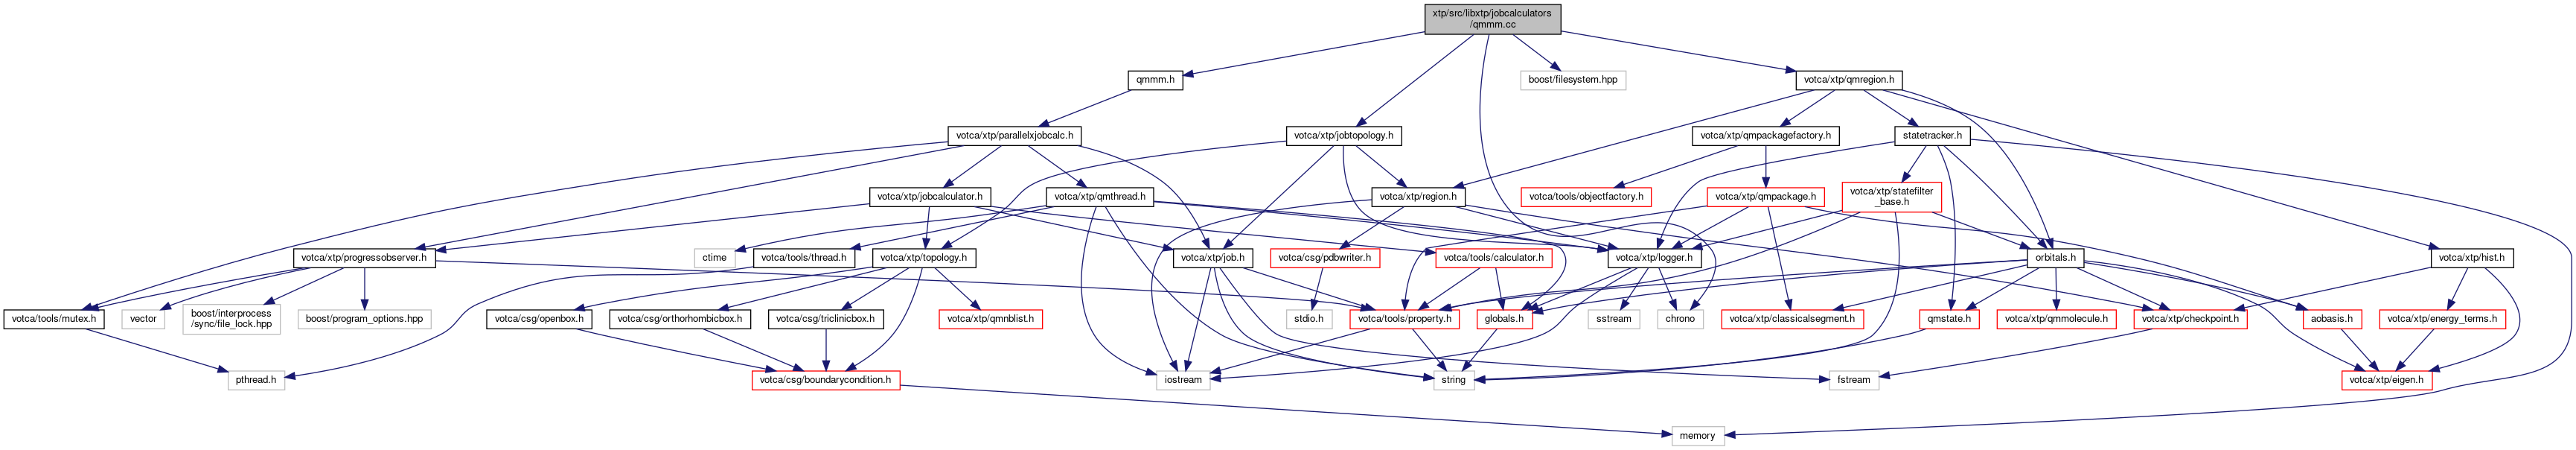 xtp/src/libxtp/jobcalculators
/qmmm.cc
qmmm.h
boost/filesystem.hpp
votca/xtp/qmregion.h
votca/xtp/parallelxjobcalc.h
votca/xtp/jobtopology.h
votca/xtp/qmpackagefactory.h
statetracker.h
votca/xtp/jobcalculator.h
votca/xtp/qmthread.h
votca/xtp/region.h
votca/tools/objectfactory.h
votca/xtp/qmpackage.h
votca/xtp/statefilter
_base.h
votca/xtp/progressobserver.h
ctime
votca/tools/thread.h
votca/xtp/topology.h
votca/xtp/job.h
votca/csg/pdbwriter.h
votca/tools/calculator.h
votca/xtp/logger.h
orbitals.h
votca/xtp/hist.h
votca/tools/mutex.h
vector
boost/interprocess
/sync/file_lock.hpp
boost/program_options.hpp
votca/csg/openbox.h
votca/csg/orthorhombicbox.h
votca/csg/triclinicbox.h
votca/xtp/qmnblist.h
stdio.h
votca/tools/property.h
globals.h
sstream
chrono
votca/xtp/classicalsegment.h
qmstate.h
votca/xtp/qmmolecule.h
votca/xtp/checkpoint.h
aobasis.h
votca/xtp/energy_terms.h
pthread.h
votca/csg/boundarycondition.h
iostream
string
fstream
votca/xtp/eigen.h
memory